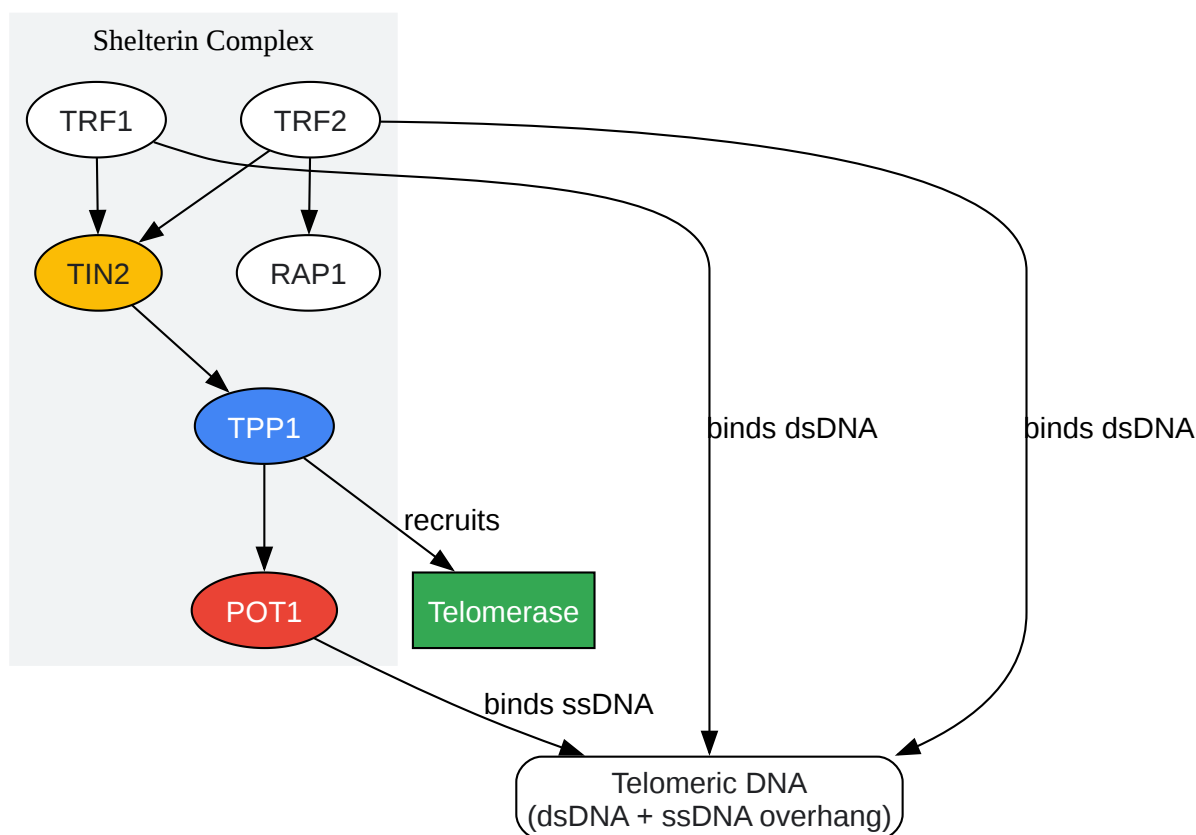 Shelterin Complex
TRF1
TRF2
TIN2
RAP1
TPP1
binds dsDNA
binds dsDNA
recruits
POT1
Telomerase
binds ssDNA
Telomeric DNA
(dsDNA + ssDNA overhang)